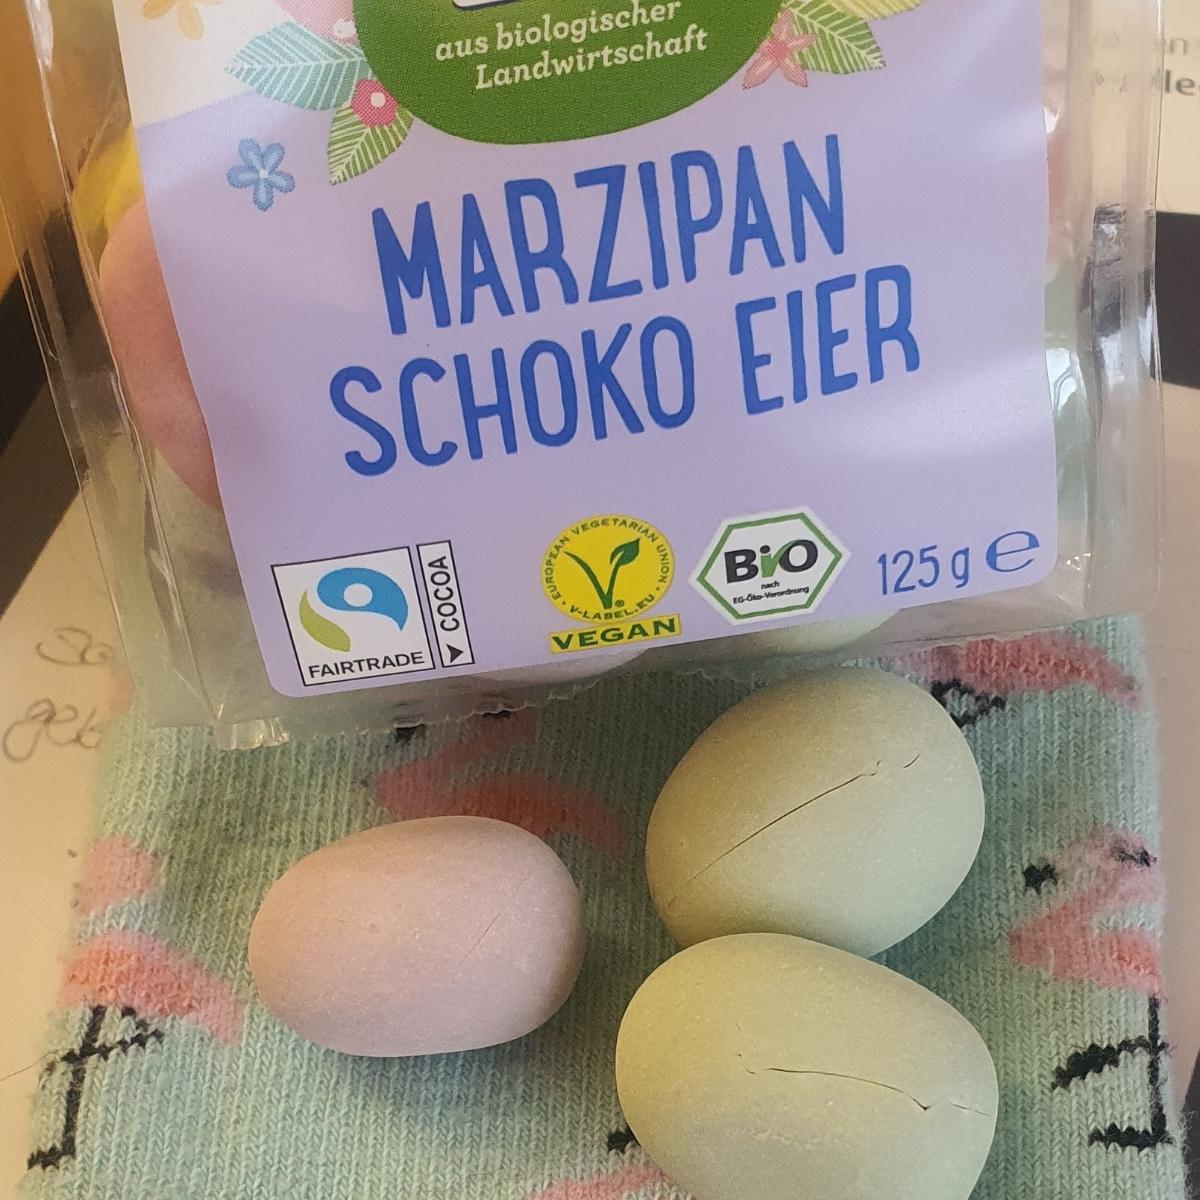 aus biologischer
Landwirtschaft
MARZIPAN
SCHOKO EIER
FAIRTRADE
COCOA
EUROPEAN VEGETARIAN UNION
V-LABEL.EU
VEGAN
BiO
nach
EG-Öko-Verordnung
125 g e